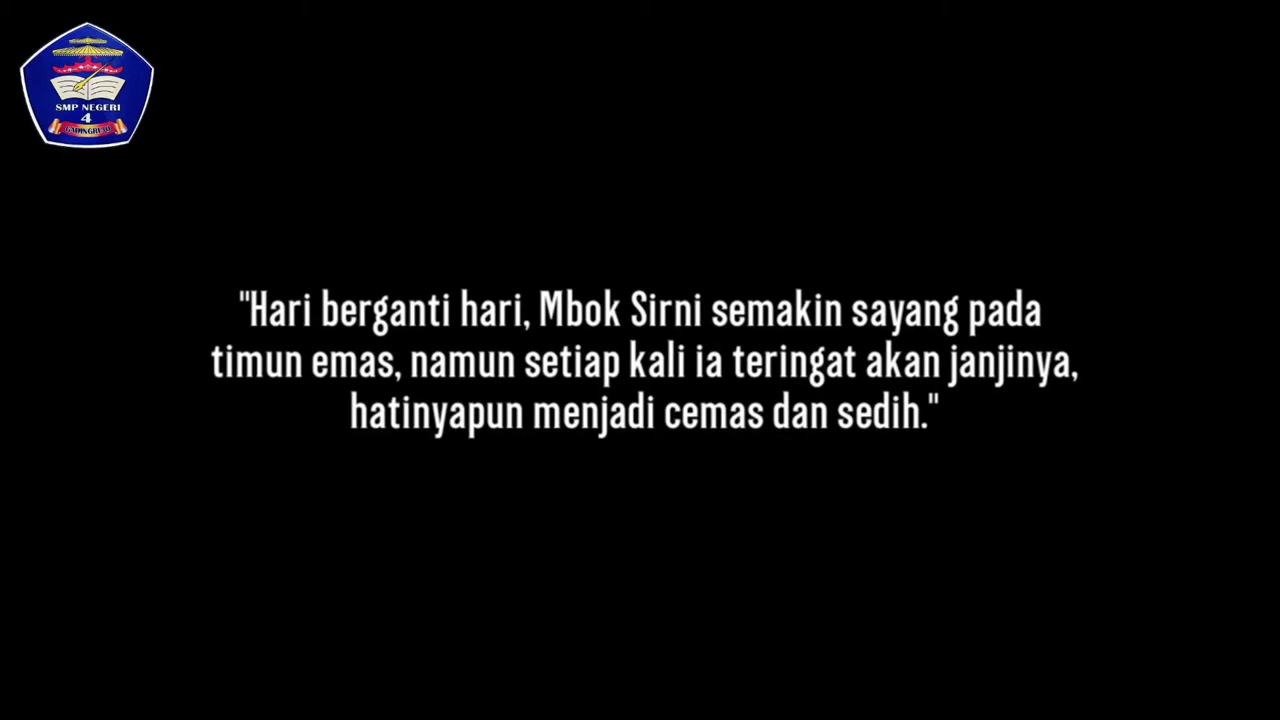 SMP NEGERI
4
GADINGREJO
"Hari berganti hari, Mbok Sirni semakin sayang pada
timun emas, namun setiap kali ia teringat akan janjinya,
hatinyapun menjadi cemas dan sedih."